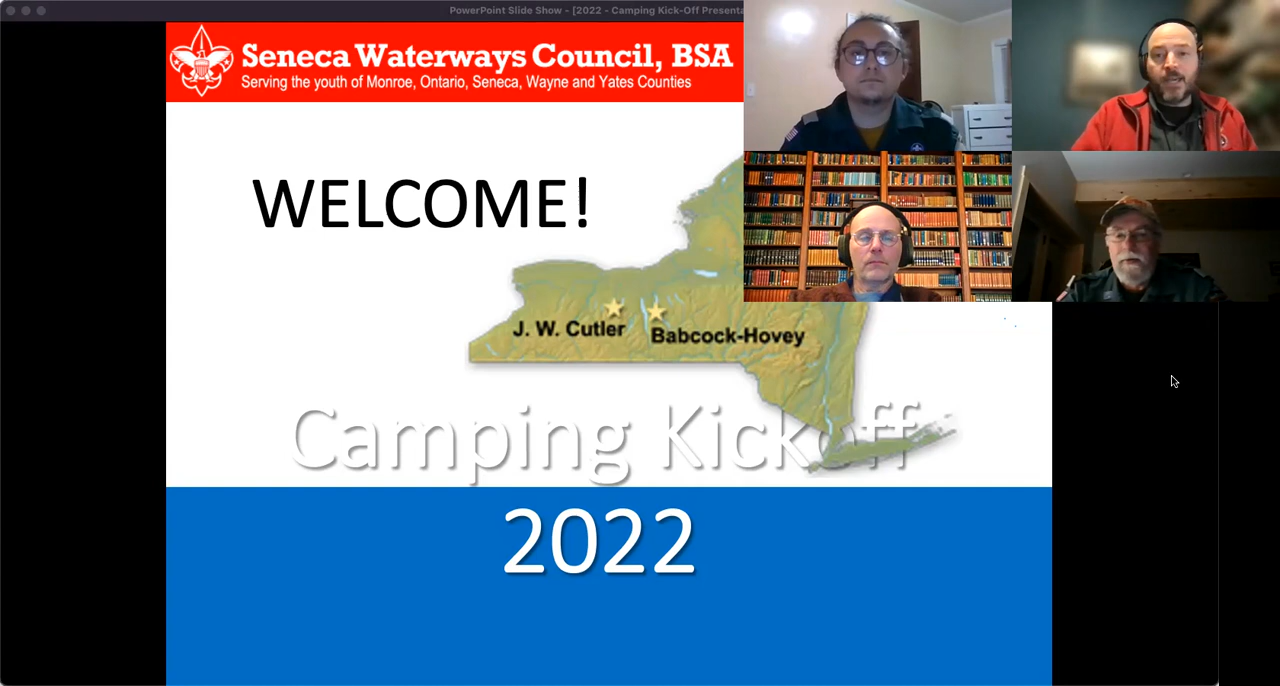 PowerPoint Slide Show - [2022 - Camping Kick-Off Presenta
Seneca Waterways Council, BSA
Serving the youth of Monroe, Ontario, Seneca, Wayne and Yates Counties
WELCOME!
J. W. Cutler
Babcock-Hovey
Camping Kickoff
2022